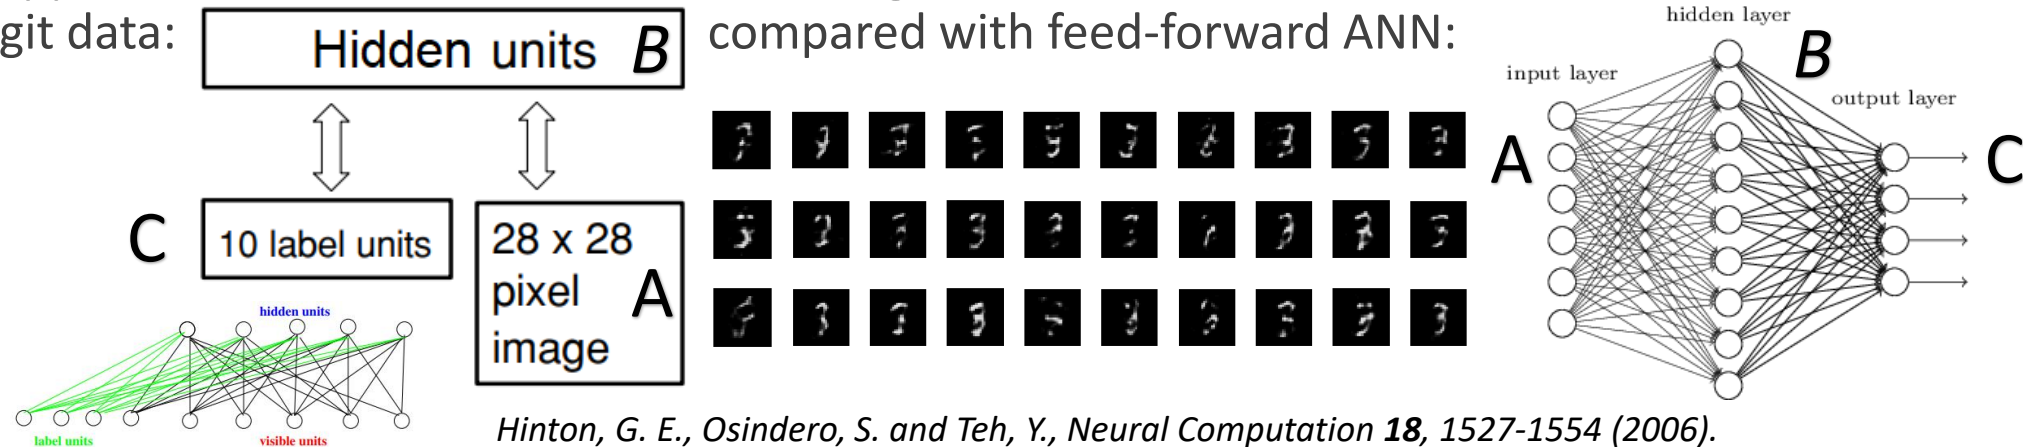 git data:
Hidden units B
C
10 label units
28 x 28
pixel
image
A
hidden units
label units
visible units
compared with feed-forward ANN:
hidden layer
B
input layer
output layer
A
C
Hinton, G. E., Osindero, S. and Teh, Y., Neural Computation 18, 1527-1554 (2006).